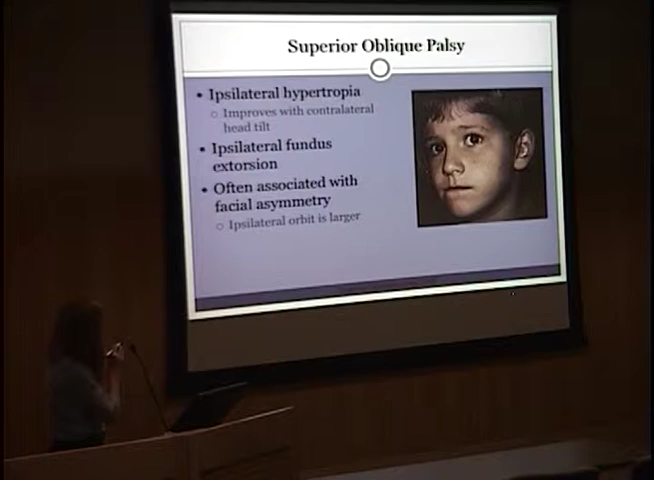 Superior Oblique Palsy
• Ipsilateral hypertropia
○ Improves with contralateral
head tilt
• Ipsilateral fundus
extorsion
• Often associated with
facial asymmetry
○ Ipsilateral orbit is larger